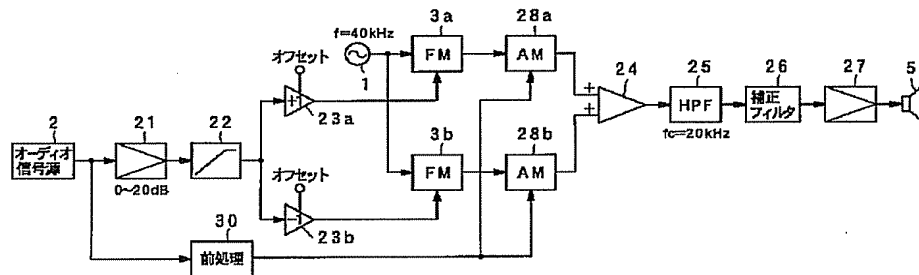 3a
28a
f=40kHz
オフセット
FM
AM
24
25
26
27
5
1
+
+
+
HPF
補正
フィルタ
23a
2
21
22
fc=20kHz
3b
28b
オーディオ
信号源
FM
AM
0~20dB
オフセット
−
30
23b
前処理